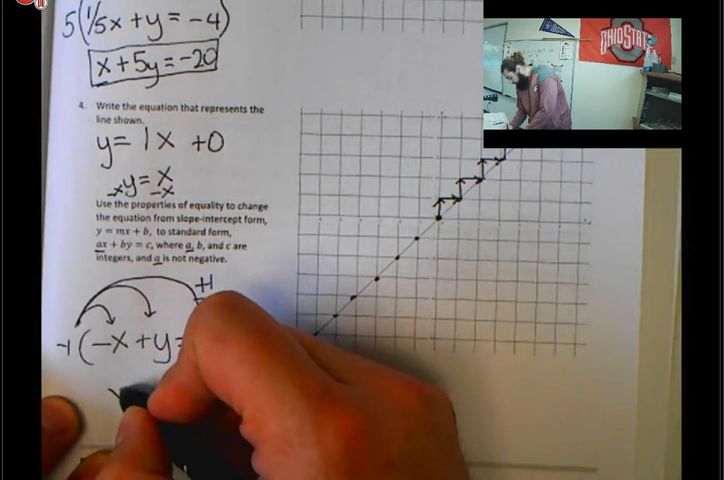 5(1/5x + y = -4)
x + 5y = -20
4. Write the equation that represents the
line shown.
y = 1x + 0
-x y = x -x
Use the properties of equality to change
the equation from slope-intercept form,
y = mx + b, to standard form,
ax + by = c, where a, b, and c are
integers, and a is not negative.
+1
-1(-x + y =
OHIO STATE